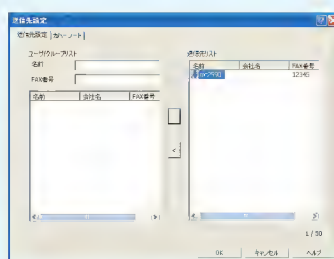 送信先設定
送信先設定 カバーシート
ユーザ/グループリスト
名前
FAX番号
名前 会社名 FAX番号
<
送信先リスト
名前 会社名 FAX番号
12345
1 / 50
OK キャンセル ヘルプ